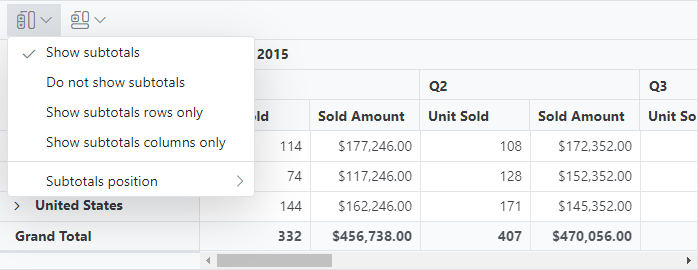 Show subtotals
Do not show subtotals
Show subtotals rows only
Show subtotals columns only
Subtotals position
2015
Q2 Q3
ld Sold Amount Unit Sold Sold Amount Unit So
114 $177,246.00 108 $172,352.00
74 $117,246.00 128 $152,352.00
United States 144 $162,246.00 171 $145,352.00
Grand Total 332 $456,738.00 407 $470,056.00